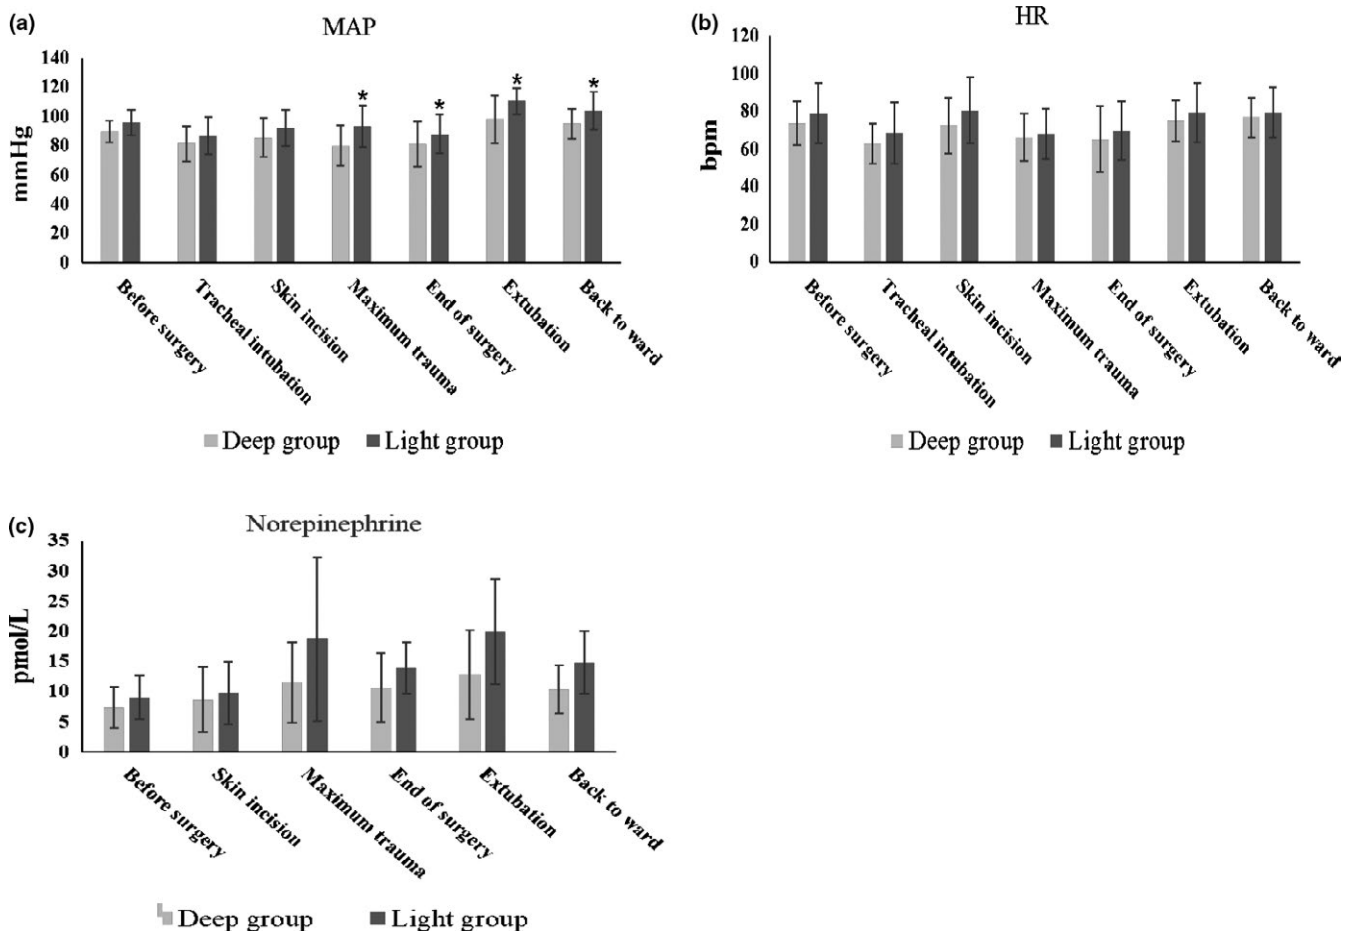 (a)
MAP
mmHg
140
120
100
80
60
40
20
0
* * * *
Before surgery
Tracheal intubation
Skin incision
Maximum trauma
End of surgery
Extubation
Back to ward
Deep group Light group
(b)
HR
bpm
120
100
80
60
40
20
0
Before surgery
Tracheal intubation
Skin incision
Maximum trauma
End of surgery
Extubation
Back to ward
Deep group Light group
(c)
Norepinephrine
pmol/L
35
30
25
20
15
10
5
0
Before surgery
Skin incision
Maximum trauma
End of surgery
Extubation
Back to ward
Deep group Light group